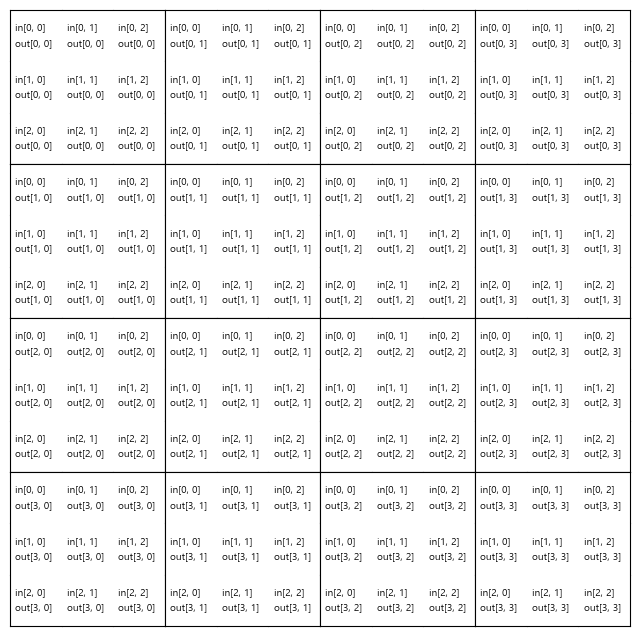 in[0, 0] in[0, 1] in[0, 2] in[0, 0] in[0, 1] in[0, 2] in[0, 0] in[0, 1] in[0, 2] in[0, 0] in[0, 1] in[0, 2]
out[0, 0] out[0, 0] out[0, 0] out[0, 1] out[0, 1] out[0, 1] out[0, 2] out[0, 2] out[0, 2] out[0, 3] out[0, 3] out[0, 3]
in[1, 0] in[1, 1] in[1, 2] in[1, 0] in[1, 1] in[1, 2] in[1, 0] in[1, 1] in[1, 2] in[1, 0] in[1, 1] in[1, 2]
out[0, 0] out[0, 0] out[0, 0] out[0, 1] out[0, 1] out[0, 1] out[0, 2] out[0, 2] out[0, 2] out[0, 3] out[0, 3] out[0, 3]
in[2, 0] in[2, 1] in[2, 2] in[2, 0] in[2, 1] in[2, 2] in[2, 0] in[2, 1] in[2, 2] in[2, 0] in[2, 1] in[2, 2]
out[0, 0] out[0, 0] out[0, 0] out[0, 1] out[0, 1] out[0, 1] out[0, 2] out[0, 2] out[0, 2] out[0, 3] out[0, 3] out[0, 3]
in[0, 0] in[0, 1] in[0, 2] in[0, 0] in[0, 1] in[0, 2] in[0, 0] in[0, 1] in[0, 2] in[0, 0] in[0, 1] in[0, 2]
out[1, 0] out[1, 0] out[1, 0] out[1, 1] out[1, 1] out[1, 1] out[1, 2] out[1, 2] out[1, 2] out[1, 3] out[1, 3] out[1, 3]
in[1, 0] in[1, 1] in[1, 2] in[1, 0] in[1, 1] in[1, 2] in[1, 0] in[1, 1] in[1, 2] in[1, 0] in[1, 1] in[1, 2]
out[1, 0] out[1, 0] out[1, 0] out[1, 1] out[1, 1] out[1, 1] out[1, 2] out[1, 2] out[1, 2] out[1, 3] out[1, 3] out[1, 3]
in[2, 0] in[2, 1] in[2, 2] in[2, 0] in[2, 1] in[2, 2] in[2, 0] in[2, 1] in[2, 2] in[2, 0] in[2, 1] in[2, 2]
out[1, 0] out[1, 0] out[1, 0] out[1, 1] out[1, 1] out[1, 1] out[1, 2] out[1, 2] out[1, 2] out[1, 3] out[1, 3] out[1, 3]
in[0, 0] in[0, 1] in[0, 2] in[0, 0] in[0, 1] in[0, 2] in[0, 0] in[0, 1] in[0, 2] in[0, 0] in[0, 1] in[0, 2]
out[2, 0] out[2, 0] out[2, 0] out[2, 1] out[2, 1] out[2, 1] out[2, 2] out[2, 2] out[2, 2] out[2, 3] out[2, 3] out[2, 3]
in[1, 0] in[1, 1] in[1, 2] in[1, 0] in[1, 1] in[1, 2] in[1, 0] in[1, 1] in[1, 2] in[1, 0] in[1, 1] in[1, 2]
out[2, 0] out[2, 0] out[2, 0] out[2, 1] out[2, 1] out[2, 1] out[2, 2] out[2, 2] out[2, 2] out[2, 3] out[2, 3] out[2, 3]
in[2, 0] in[2, 1] in[2, 2] in[2, 0] in[2, 1] in[2, 2] in[2, 0] in[2, 1] in[2, 2] in[2, 0] in[2, 1] in[2, 2]
out[2, 0] out[2, 0] out[2, 0] out[2, 1] out[2, 1] out[2, 1] out[2, 2] out[2, 2] out[2, 2] out[2, 3] out[2, 3] out[2, 3]
in[0, 0] in[0, 1] in[0, 2] in[0, 0] in[0, 1] in[0, 2] in[0, 0] in[0, 1] in[0, 2] in[0, 0] in[0, 1] in[0, 2]
out[3, 0] out[3, 0] out[3, 0] out[3, 1] out[3, 1] out[3, 1] out[3, 2] out[3, 2] out[3, 2] out[3, 3] out[3, 3] out[3, 3]
in[1, 0] in[1, 1] in[1, 2] in[1, 0] in[1, 1] in[1, 2] in[1, 0] in[1, 1] in[1, 2] in[1, 0] in[1, 1] in[1, 2]
out[3, 0] out[3, 0] out[3, 0] out[3, 1] out[3, 1] out[3, 1] out[3, 2] out[3, 2] out[3, 2] out[3, 3] out[3, 3] out[3, 3]
in[2, 0] in[2, 1] in[2, 2] in[2, 0] in[2, 1] in[2, 2] in[2, 0] in[2, 1] in[2, 2] in[2, 0] in[2, 1] in[2, 2]
out[3, 0] out[3, 0] out[3, 0] out[3, 1] out[3, 1] out[3, 1] out[3, 2] out[3, 2] out[3, 2] out[3, 3] out[3, 3] out[3, 3]